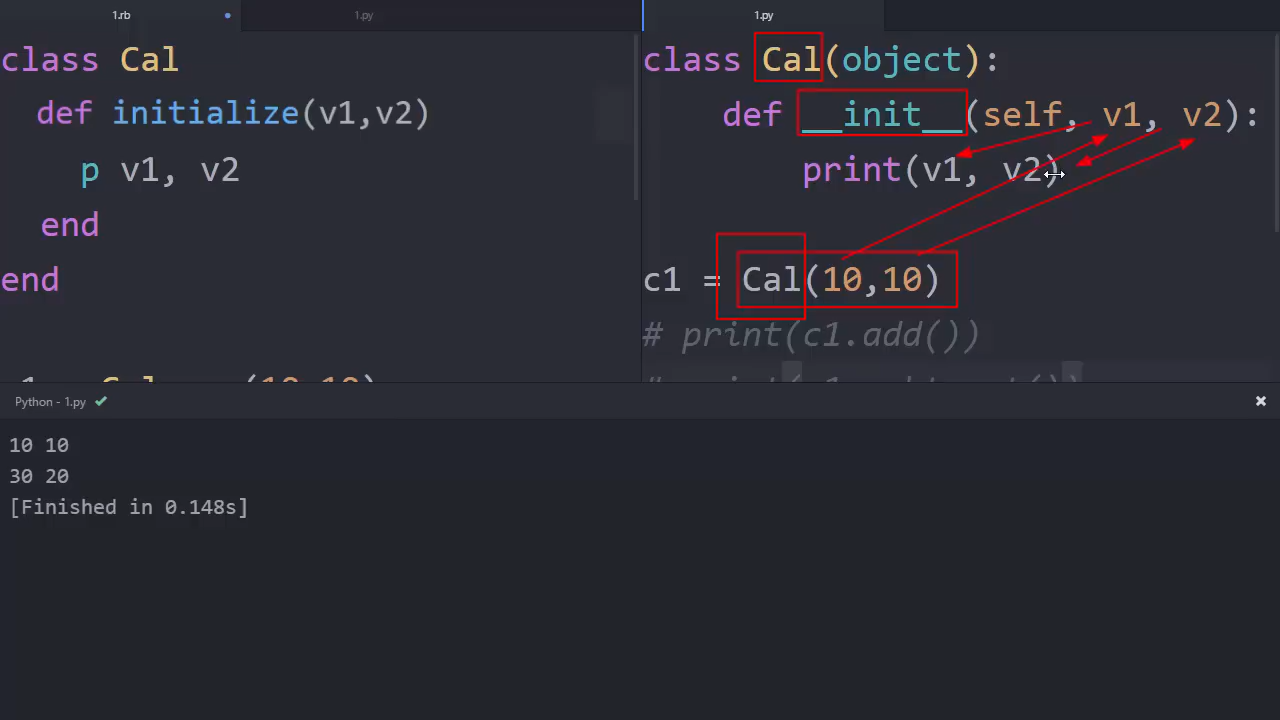 1.rb
1.py
1.py
class Cal
def initialize(v1,v2)
p v1, v2
end
end
class Cal(object):
def __init__(self, v1, v2):
print(v1, v2)
c1 = Cal(10,10)
# print(c1.add())
Python - 1.py
10 10
30 20
[Finished in 0.148s]